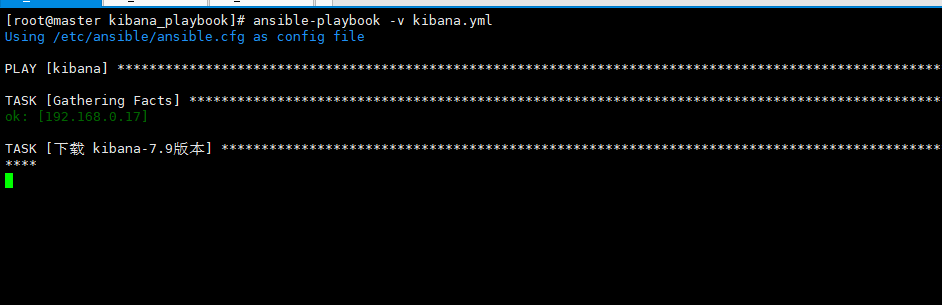 [root@master kibana_playbook]# ansible-playbook -v kibana.yml
Using /etc/ansible/ansible.cfg as config file
PLAY [kibana] *******************************************************************************************************
TASK [Gathering Facts] **********************************************************************************************
ok: [192.168.0.17]
TASK [下载 kibana-7.9版本] ******************************************************************************************
****